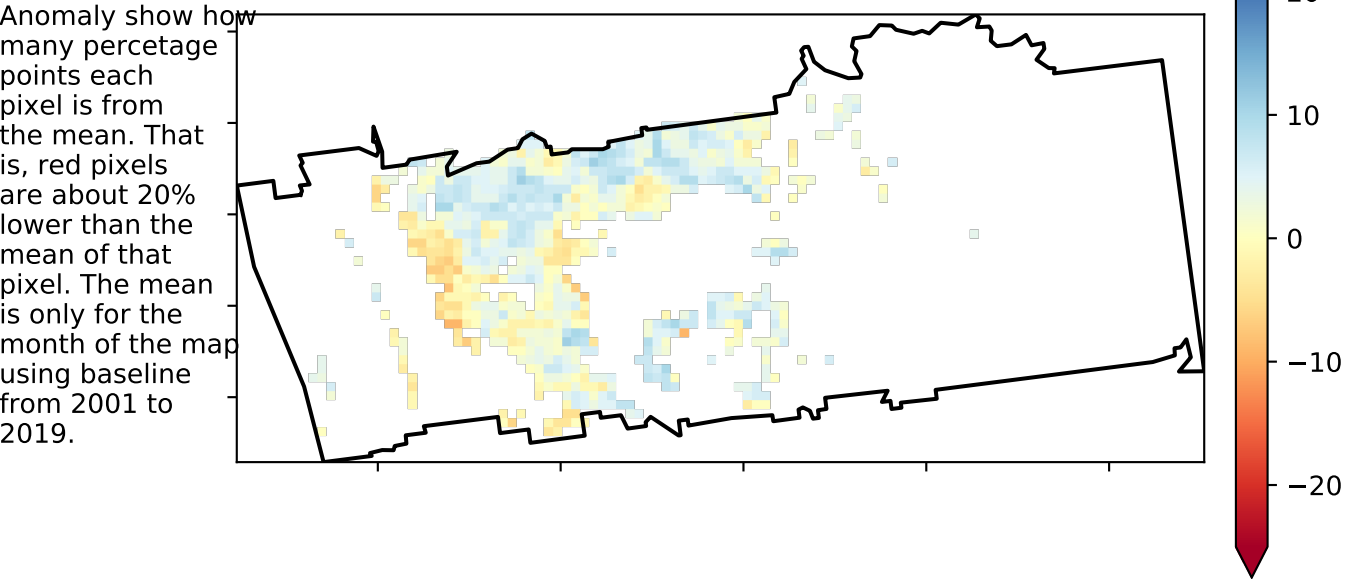 Anomaly show how
many percetage
points each
pixel is from
the mean. That
is, red pixels
are about 20%
lower than the
mean of that
pixel. The mean
is only for the
month of the map
using baseline
from 2001 to
2019.
10
0
−10
−20